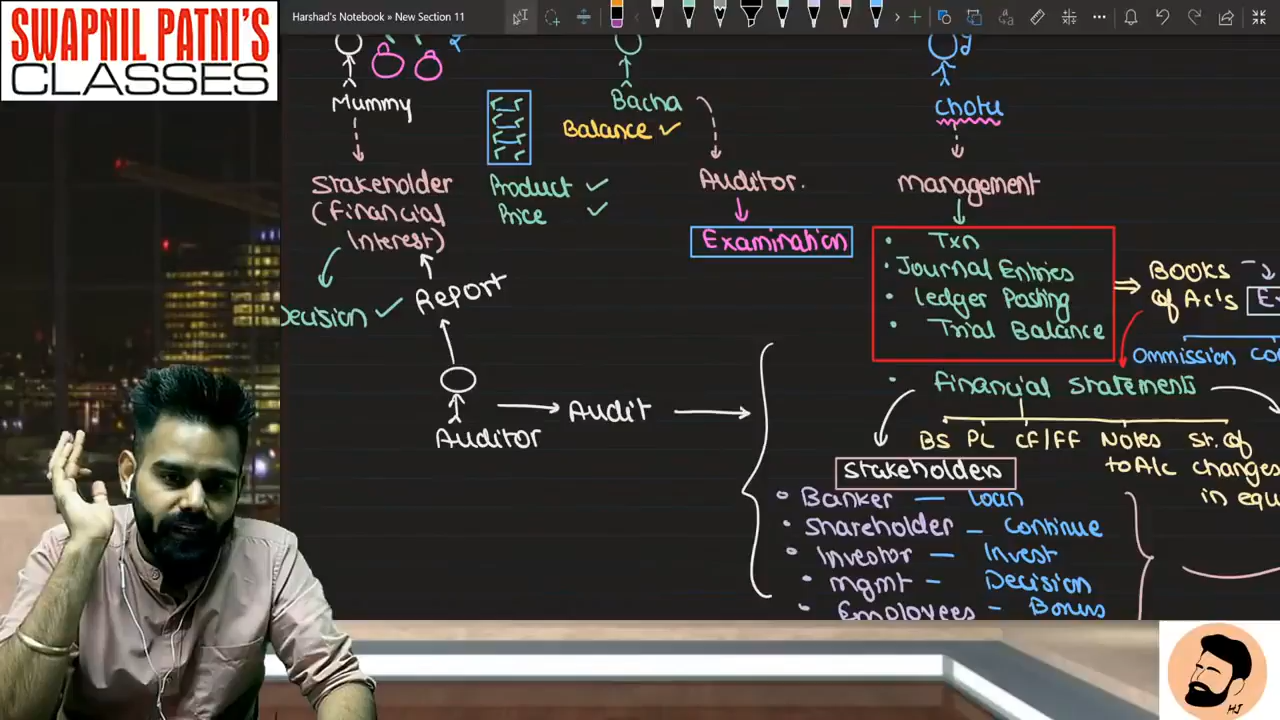 SWAPNIL PATNI'S
CLASSES
Harshad's Notebook » New Section 11
Mummy
Bacha
Balance ✓
Chotu
Stakeholder
(Financial
Interest)
Product ✓
Price ✓
Auditor.
Examination
Management
• Txn
• Journal Entries
• Ledger Posting
• Trial Balance
Books
of Ac's
Ommission
Decision ✓
Report
Auditor
Audit
• Financial Statements
BS PL CF/FF Notes
to A/c
St. of
changes
in equ
Stakeholders
• Banker — Loan
• Shareholder — Continue
• Investor — Invest
• Mgmt — Decision
• Employees — Bonus
HJ